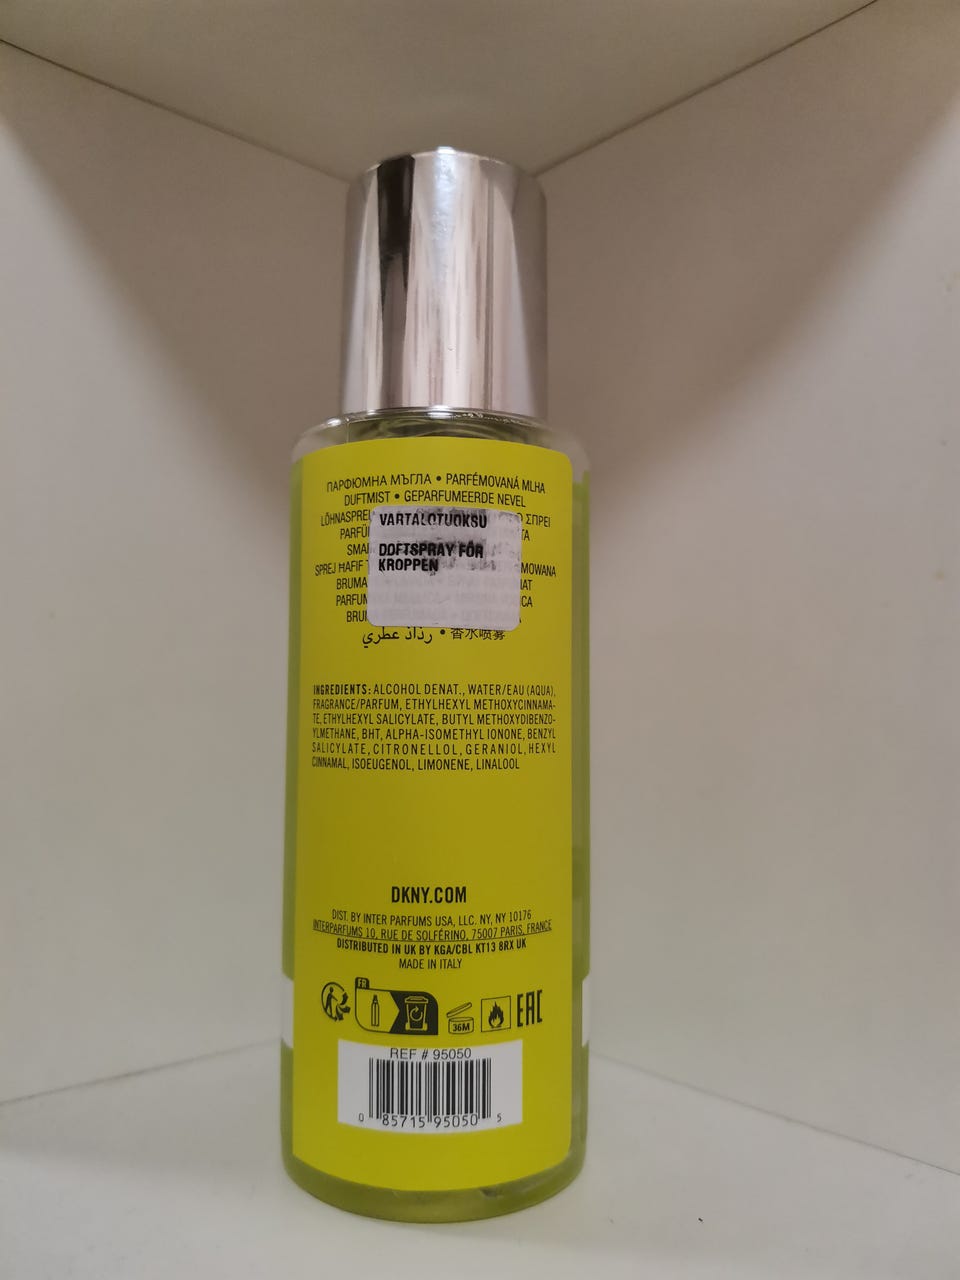 ПАРФЮМНА МЪГЛА • PARFÉMOVANÁ MLHA
DUFTMIST • GEPARFUMEERDE NEVEL
LÕHNASPREI ΣΠΡΕΙ
VARTALOTUOKSU
DOFTSPRAY FÖR
KROPPEN
SPREJ
رذاذ عطري • 香水喷雾
INGREDIENTS: ALCOHOL DENAT., WATER/EAU (AQUA),
FRAGRANCE/PARFUM, ETHYLHEXYL METHOXYCINNAMA-
TE, ETHYLHEXYL SALICYLATE, BUTYL METHOXYDIBENZO-
YLMETHANE, BHT, ALPHA-ISOMETHYL IONONE, BENZYL
SALICYLATE, CITRONELLOL, GERANIOL, HEXYL
CINNAMAL, ISOEUGENOL, LIMONENE, LINALOOL
DKNY.COM
DIST. BY INTER PARFUMS USA, LLC. NY, NY 10176
INTERPARFUMS 10, RUE DE SOLFÉRINO, 75007 PARIS, FRANCE
DISTRIBUTED IN UK BY KGA/CBL KT13 8RX UK
MADE IN ITALY
FR
36M
EAC
REF # 95050
0 85715 95050 5